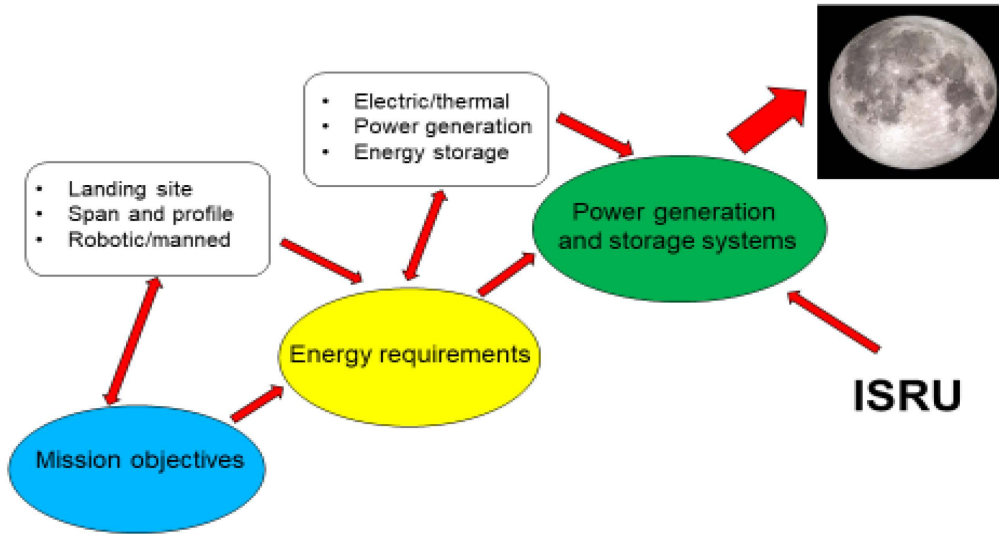 • Electric/thermal
• Power generation
• Energy storage
• Landing site
• Span and profile
• Robotic/manned
Power generation
and storage systems
Energy requirements
ISRU
Mission objectives